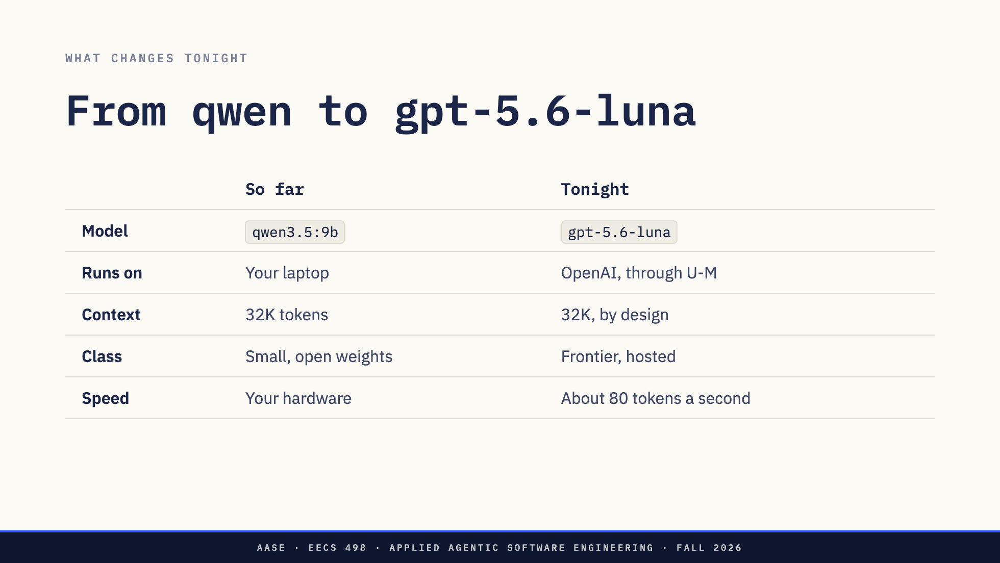 WHAT CHANGES TONIGHT
From qwen to gpt-5.6-luna
So far Tonight
Model qwen3.5:9b gpt-5.6-luna
Runs on Your laptop OpenAI, through U-M
Context 32K tokens 32K, by design
Class Small, open weights Frontier, hosted
Speed Your hardware About 80 tokens a second
AASE · EECS 498 · APPLIED AGENTIC SOFTWARE ENGINEERING · FALL 2026